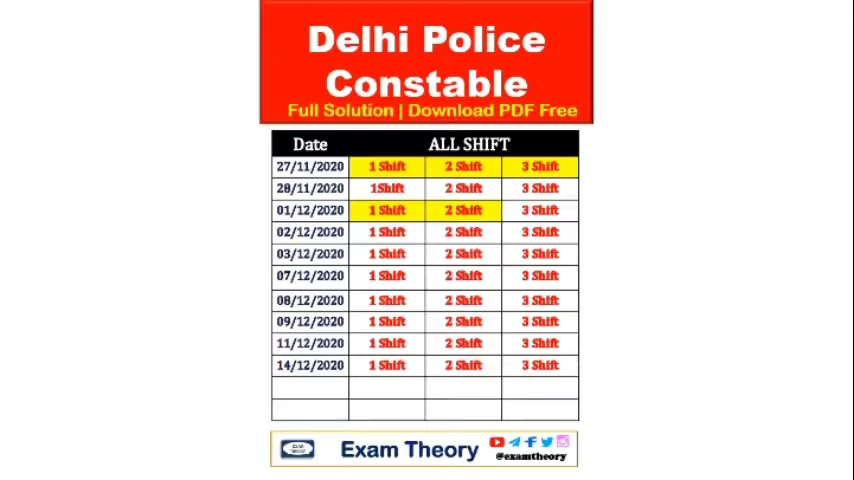 Delhi Police
Constable
Full Solution | Download PDF Free
Date ALL SHIFT
27/11/2020 1 Shift 2 Shift 3 Shift
28/11/2020 1Shift 2 Shift 3 Shift
01/12/2020 1 Shift 2 Shift 3 Shift
02/12/2020 1 Shift 2 Shift 3 Shift
03/12/2020 1 Shift 2 Shift 3 Shift
07/12/2020 1 Shift 2 Shift 3 Shift
08/12/2020 1 Shift 2 Shift 3 Shift
09/12/2020 1 Shift 2 Shift 3 Shift
11/12/2020 1 Shift 2 Shift 3 Shift
14/12/2020 1 Shift 2 Shift 3 Shift
Exam Theory
@examtheory